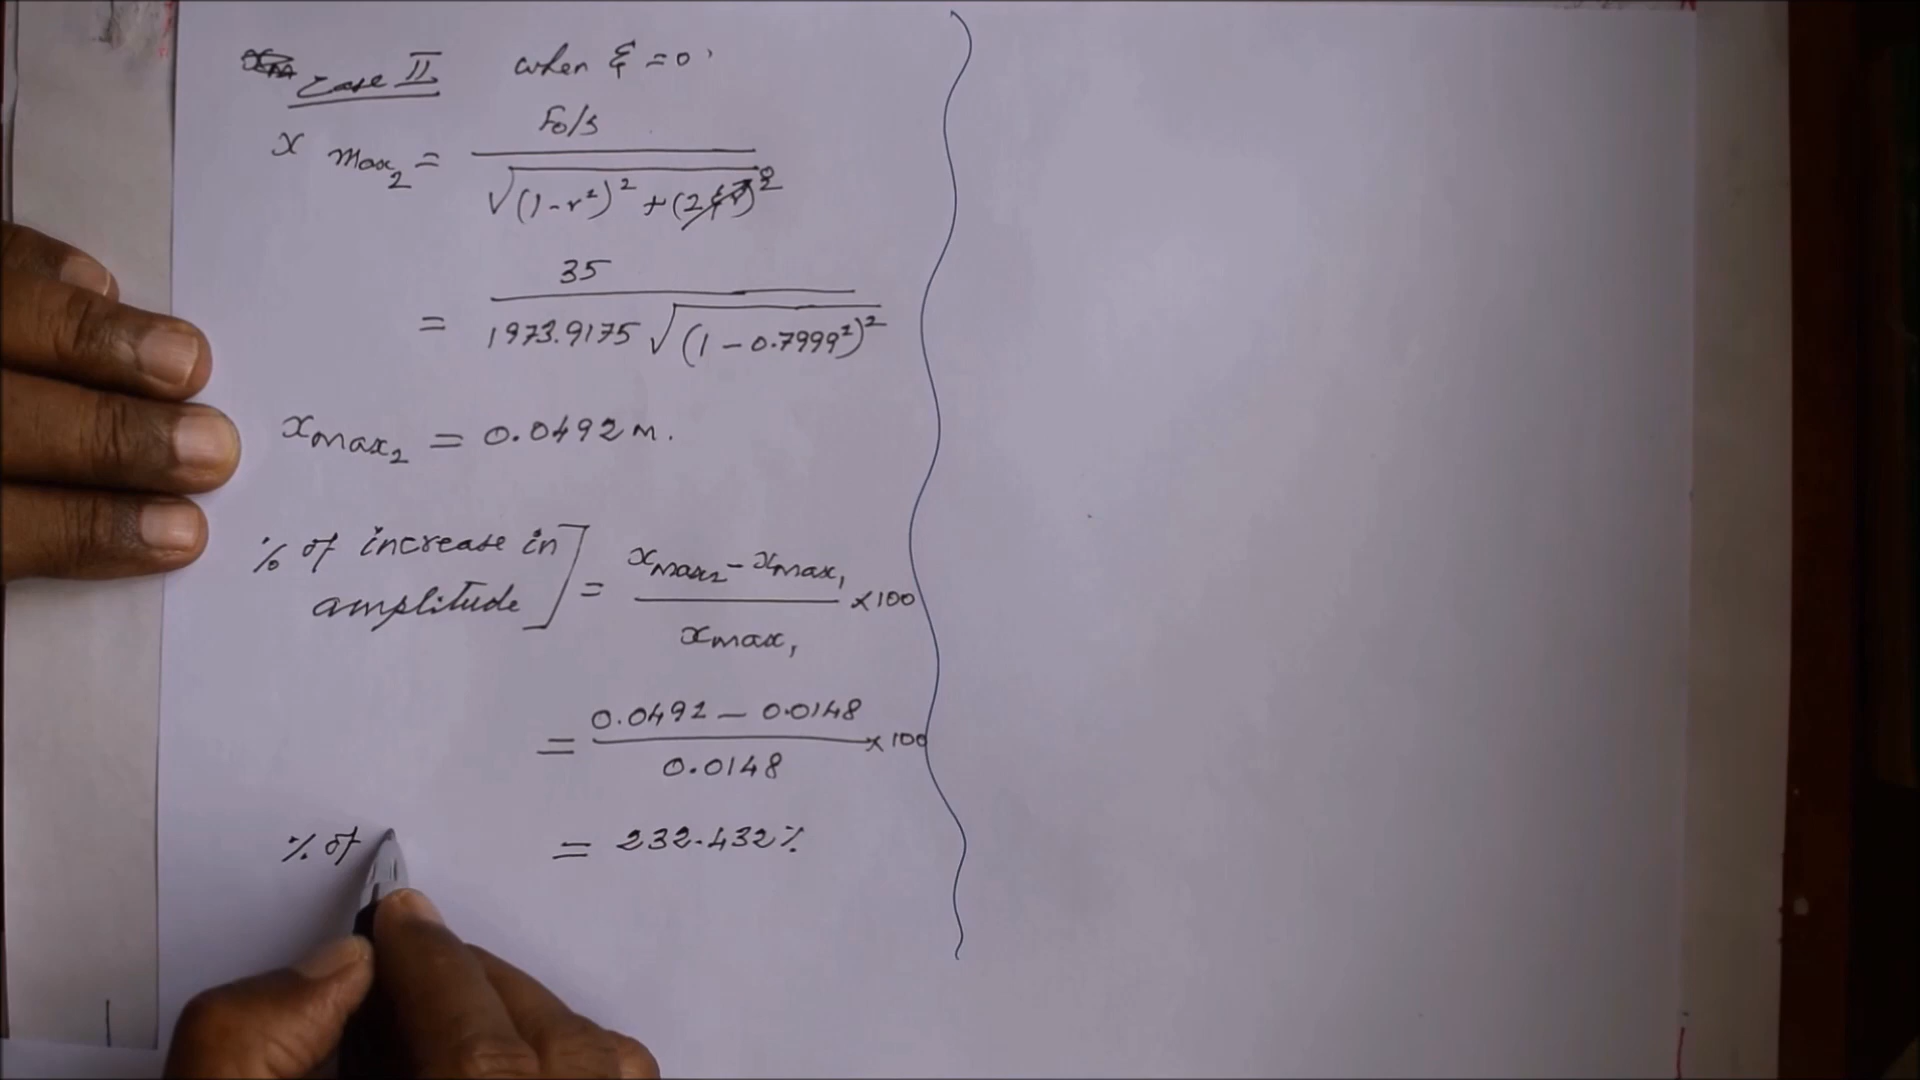 Case II when ξ = 0.
x max₂ = F₀/s / √(1-r²)² + (2ξr)²
= 35 / 1973.9175 √(1 - 0.7999²)²
xmax₂ = 0.0492 m.
% of increase in amplitude] = xmax₂ - xmax₁ / xmax₁ × 100
= 0.0492 - 0.0148 / 0.0148 × 100
% of = 232.432%